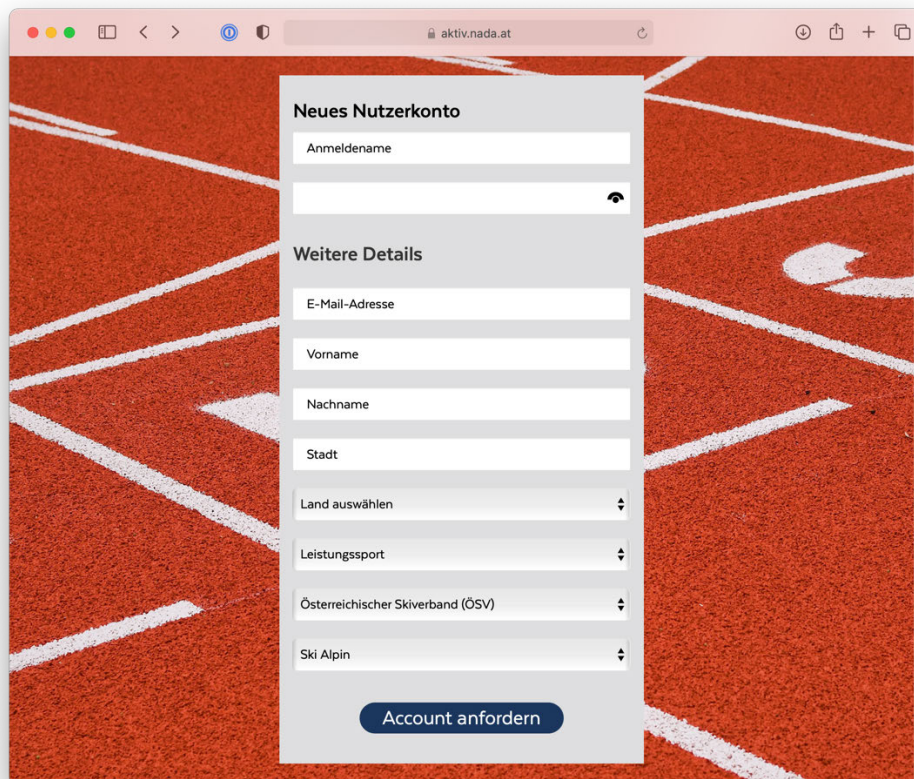 aktiv.nada.at
Neues Nutzerkonto
Anmeldename
Weitere Details
E-Mail-Adresse
Vorname
Nachname
Stadt
Land auswählen
Leistungssport
Österreichischer Skiverband (ÖSV)
Ski Alpin
Account anfordern